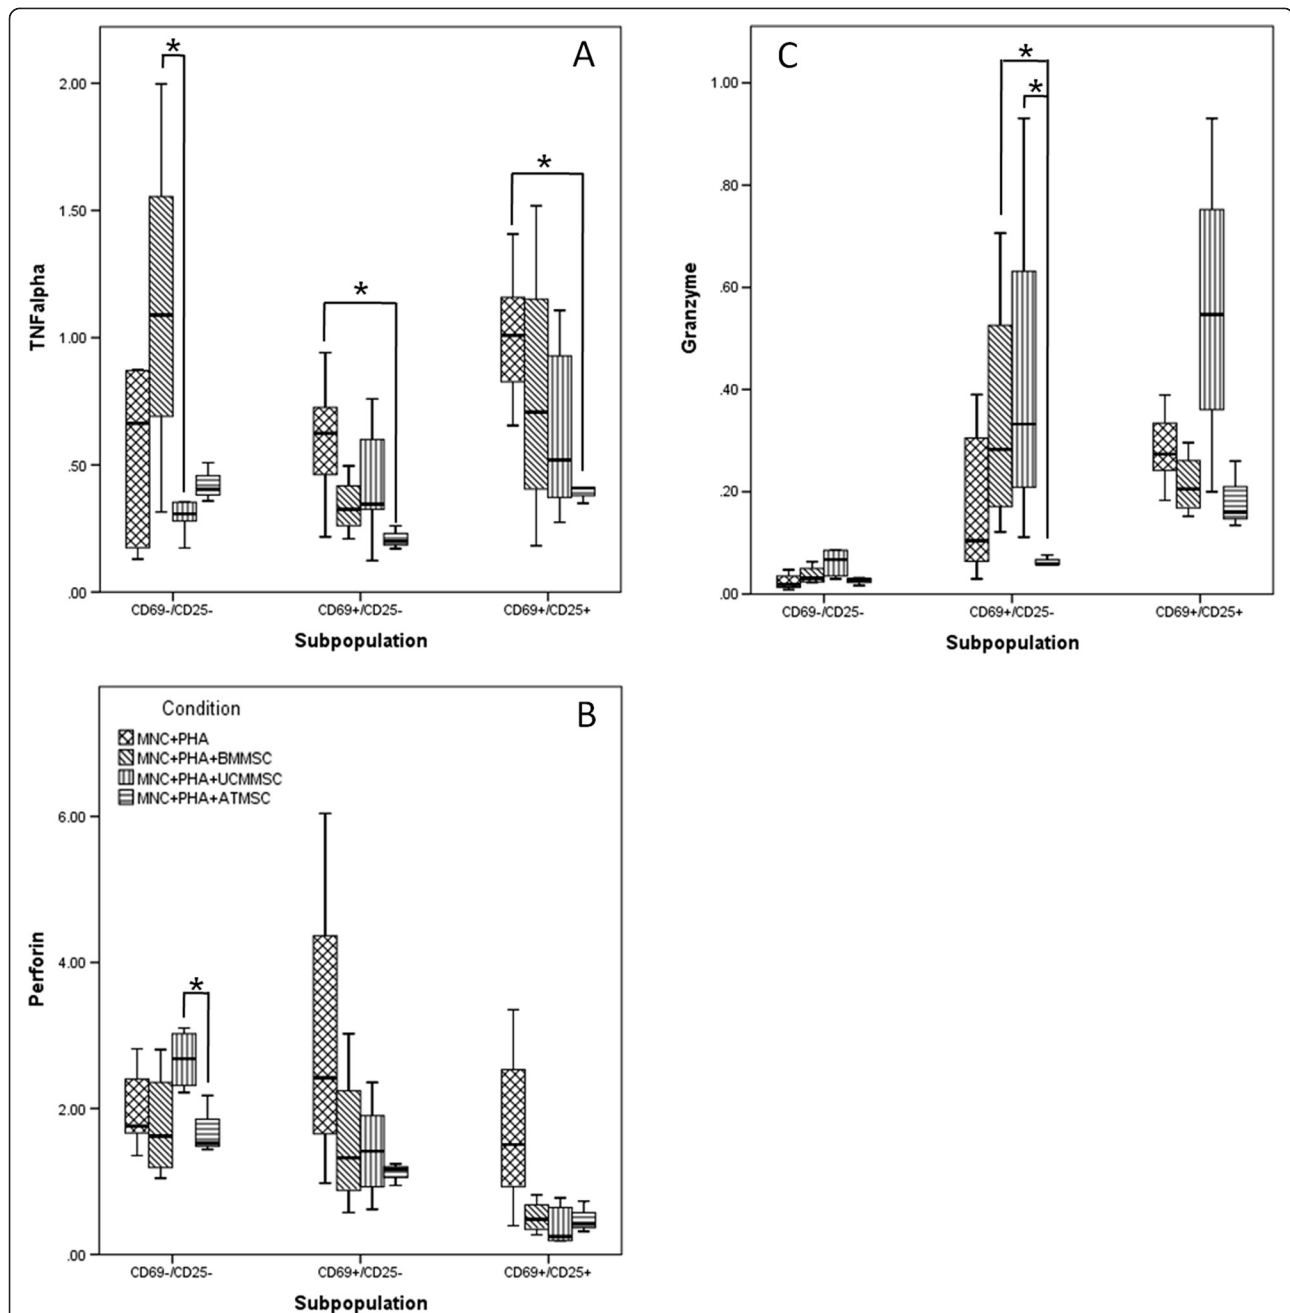 A
*
*
*
2.00
1.50
1.00
.50
.00
TNFalpha
CD69-/CD25-
CD69+/CD25-
CD69+/CD25+
Subpopulation
C
*
*
1.00
.80
.60
.40
.20
.00
Granzyme
CD69-/CD25-
CD69+/CD25-
CD69+/CD25+
Subpopulation
B
Condition
MNC+PHA
MNC+PHA+BMMSC
MNC+PHA+UCMMSC
MNC+PHA+ATMSC
*
6.00
4.00
2.00
.00
Perforin
CD69-/CD25-
CD69+/CD25-
CD69+/CD25+
Subpopulation